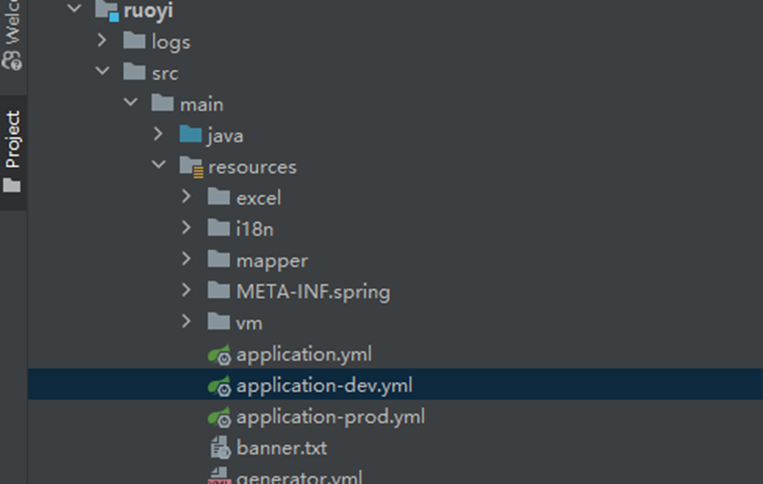 ruoyi
logs
src
main
java
resources
excel
i18n
mapper
META-INF.spring
vm
application.yml
application-dev.yml
application-prod.yml
banner.txt
generator.yml
Welc
Project